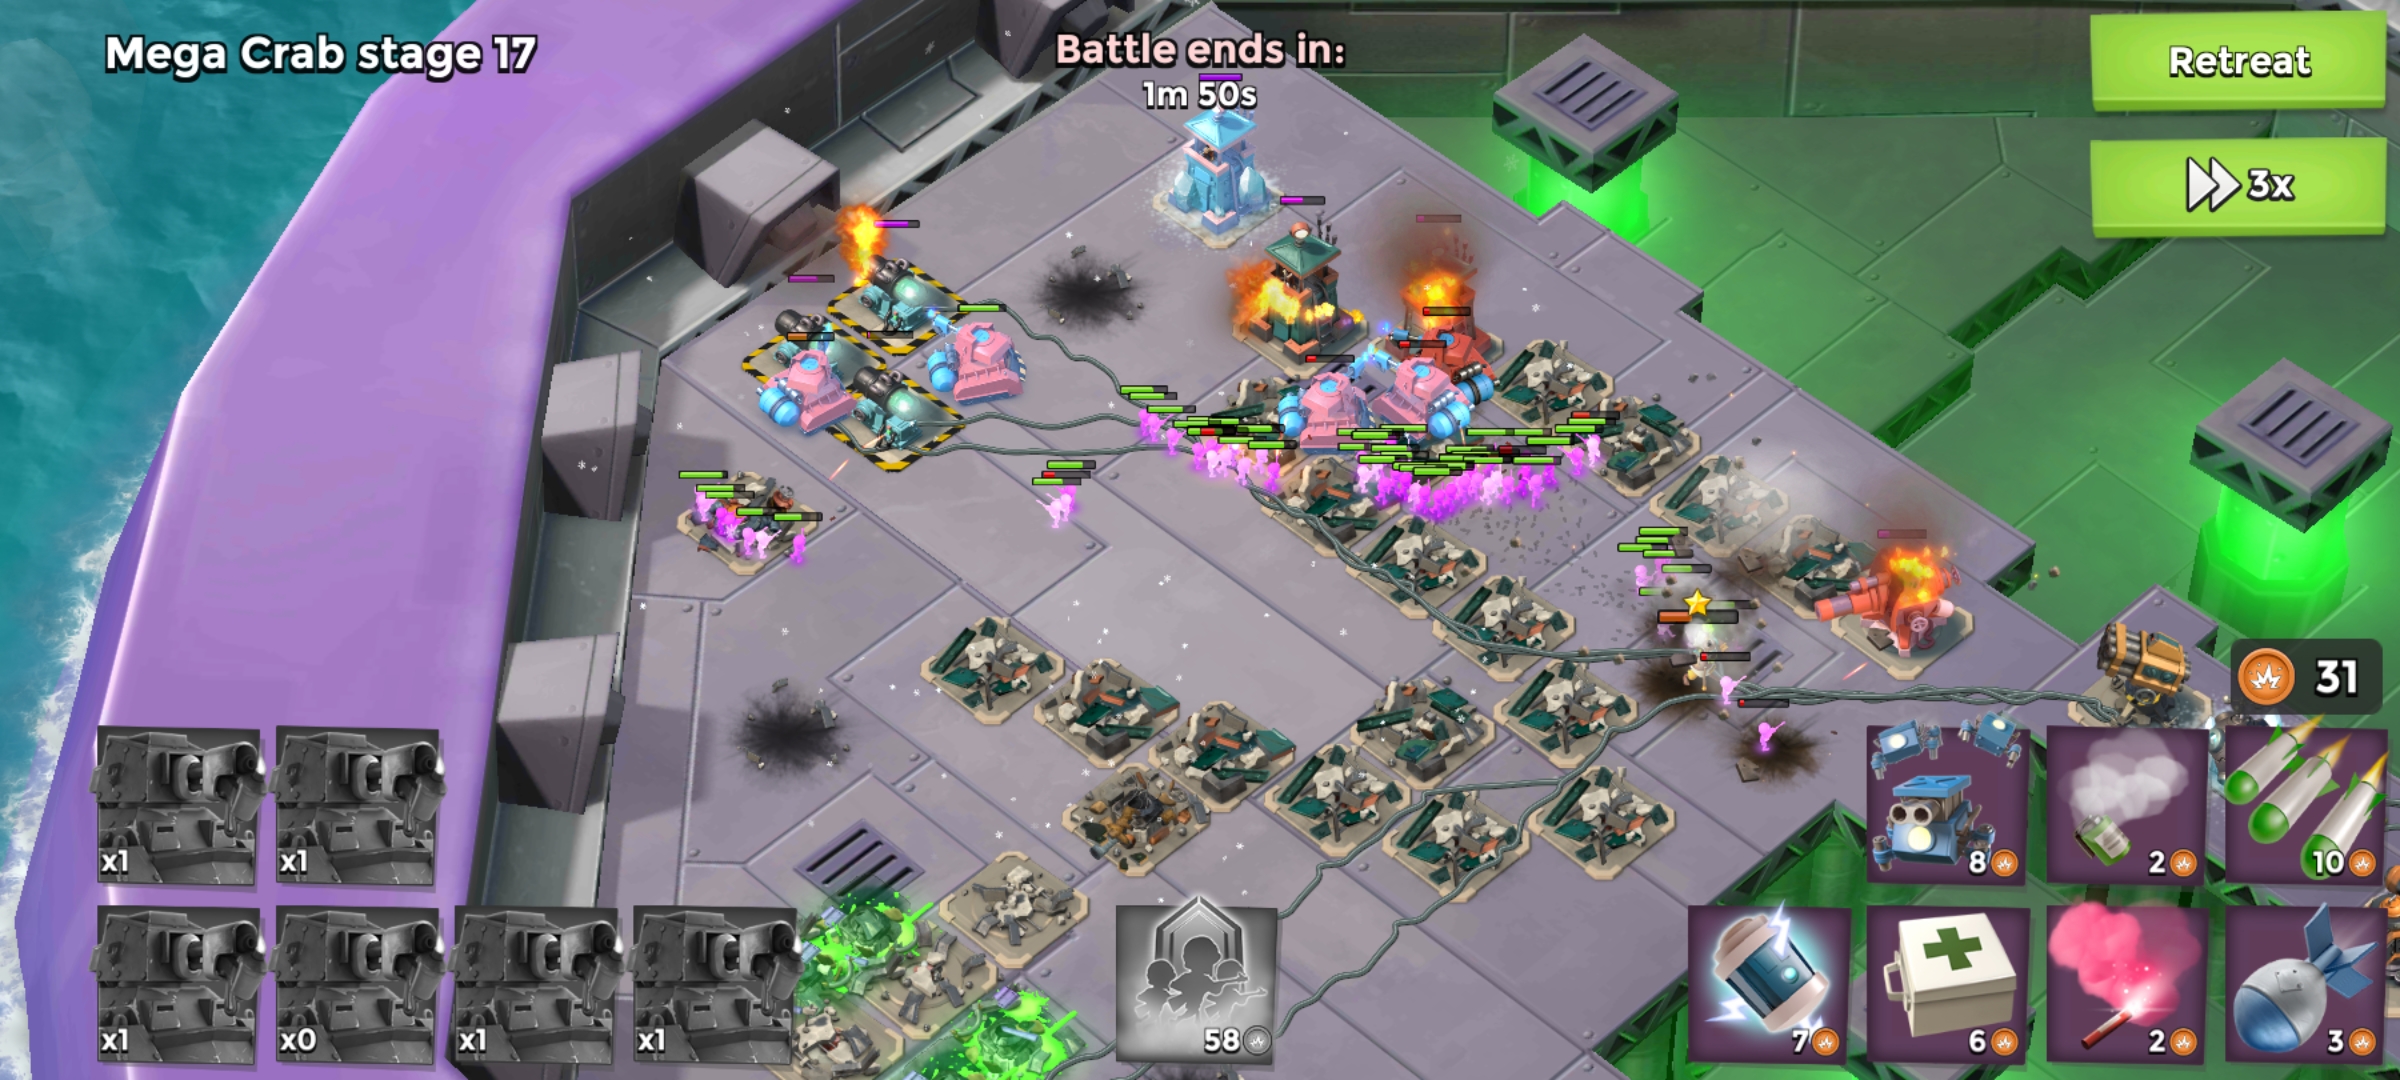 Mega Crab stage 17
Battle ends in:
1m 50s
Retreat
3x
31
8
2
10
x1
x1
x1
x0
x1
x1
58
7
6
2
3